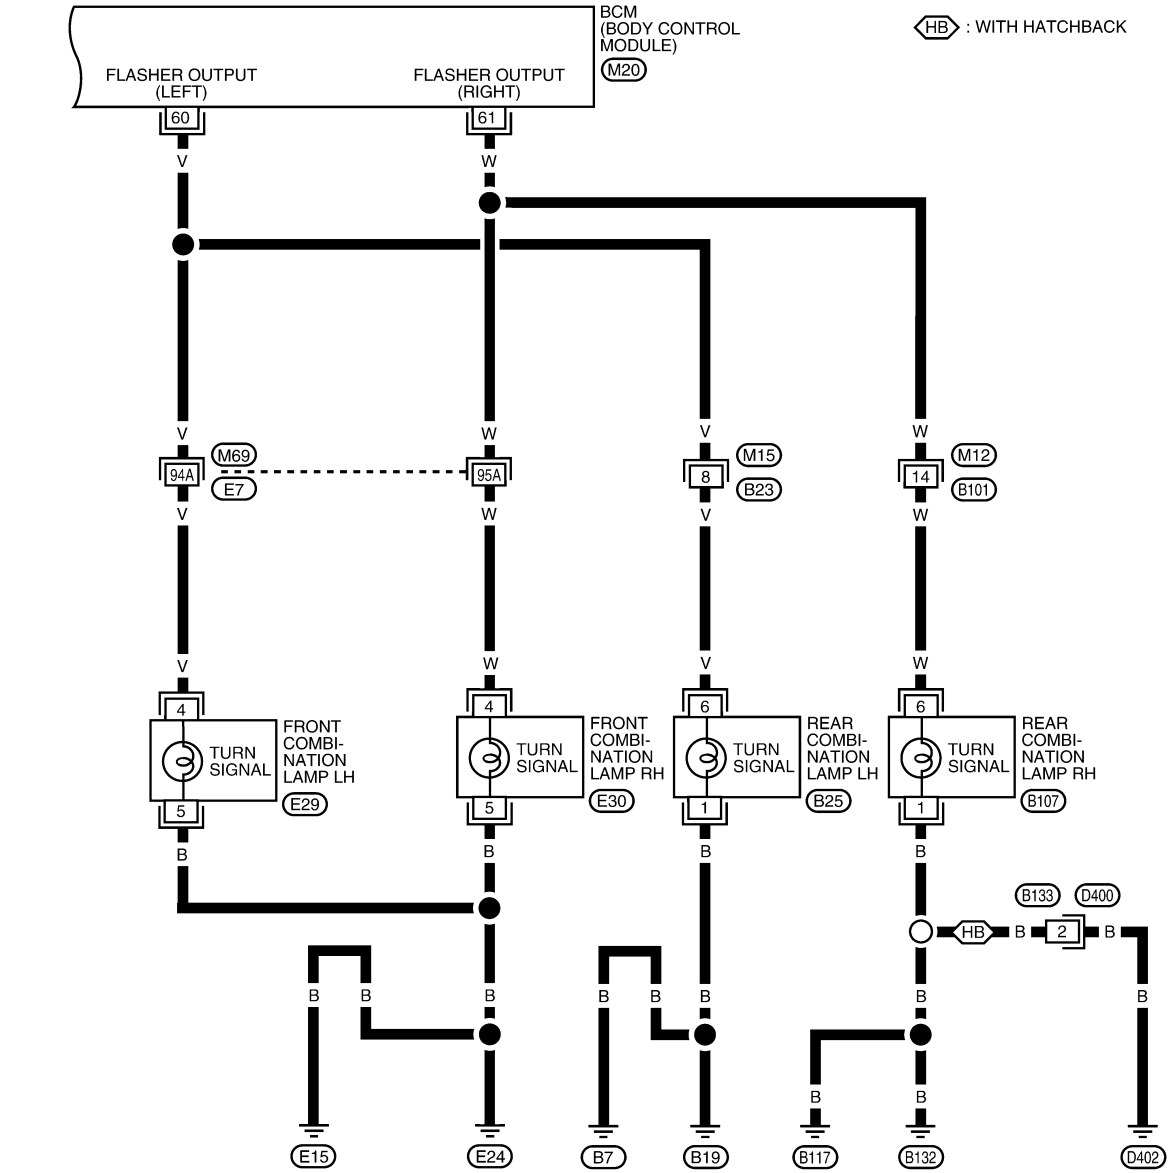 BCM
(BODY CONTROL
MODULE)
M20
HB : WITH HATCHBACK
FLASHER OUTPUT
(LEFT)
FLASHER OUTPUT
(RIGHT)
60
61
V
W
V
W
V
W
94A
M69
E7
95A
8
M15
B23
14
M12
B101
V
W
V
W
V
W
V
W
4
4
6
6
TURN
SIGNAL
FRONT
COMBI-
NATION
LAMP LH
E29
TURN
SIGNAL
FRONT
COMBI-
NATION
LAMP RH
E30
TURN
SIGNAL
REAR
COMBI-
NATION
LAMP LH
B25
TURN
SIGNAL
REAR
COMBI-
NATION
LAMP RH
B107
5
5
1
1
B
B
B
B
B133
D400
HB
B
2
B
B
B
B
B
B
B
B
B
B
B
E15
E24
B7
B19
B117
B132
D402